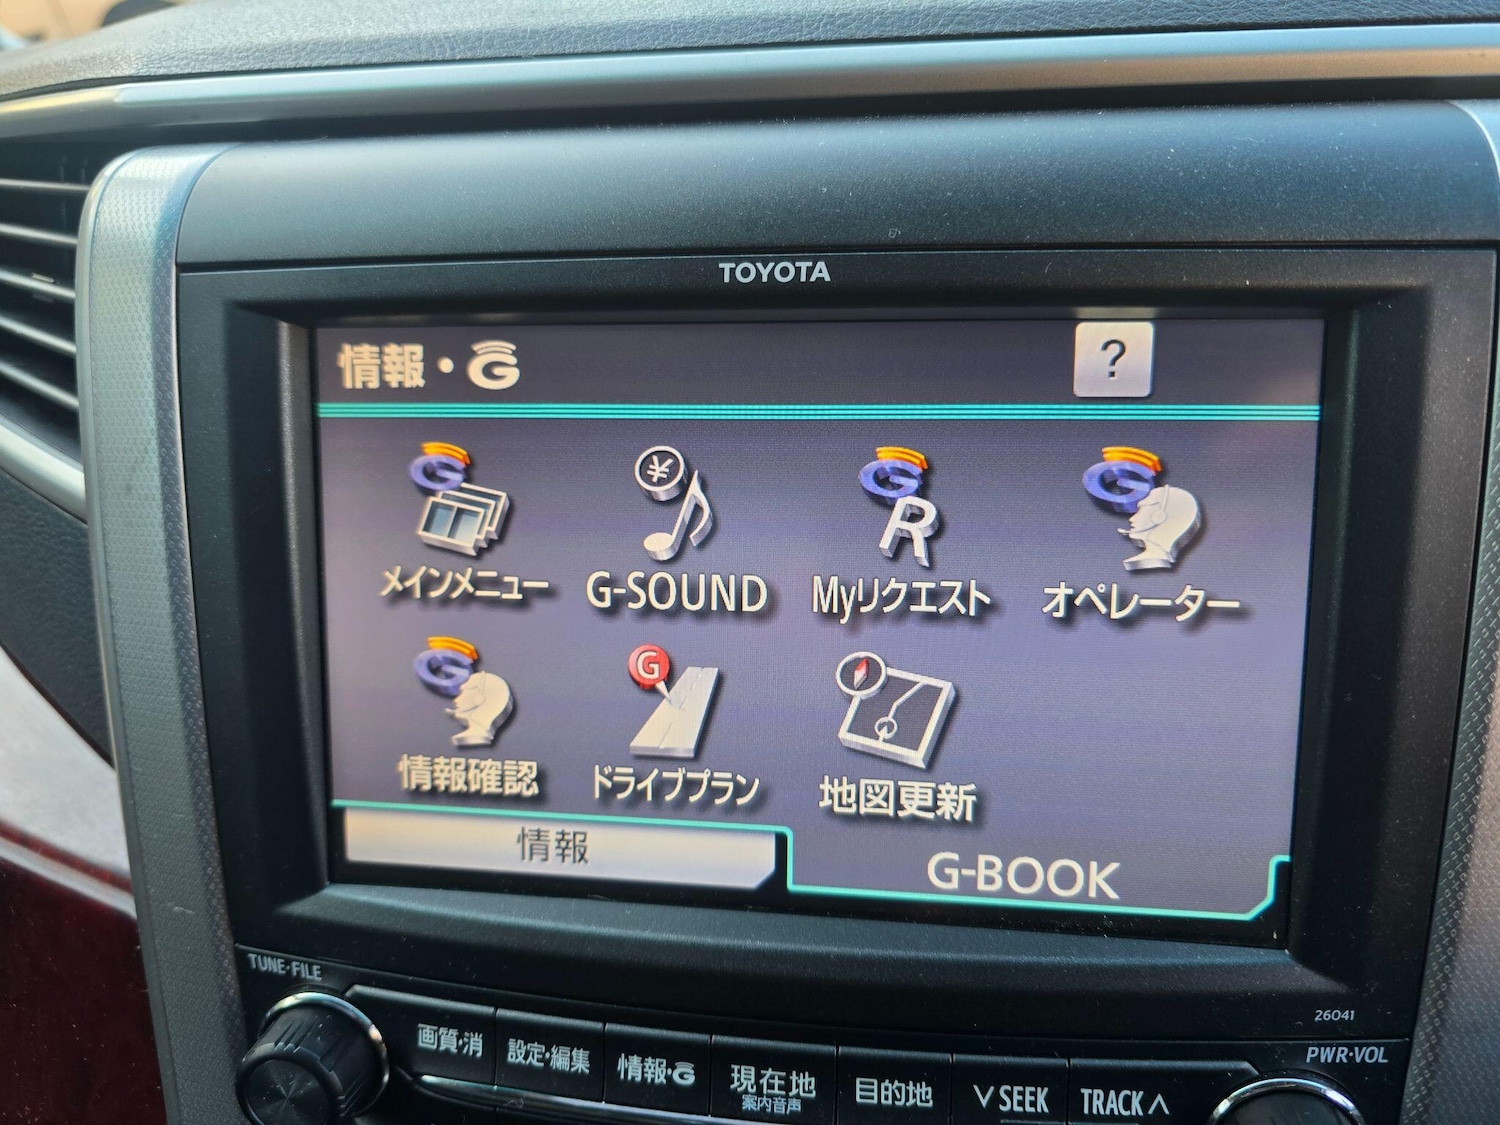 TOYOTA
情報・G
?
メインメニュー
G-SOUND
Myリクエスト
オペレーター
情報確認
ドライブプラン
地図更新
情報
G-BOOK
TUNE・FILE
26041
PWR・VOL
画質・消
設定・編集
情報・G
現在地
案内音声
目的地
∨ SEEK
TRACK ∧